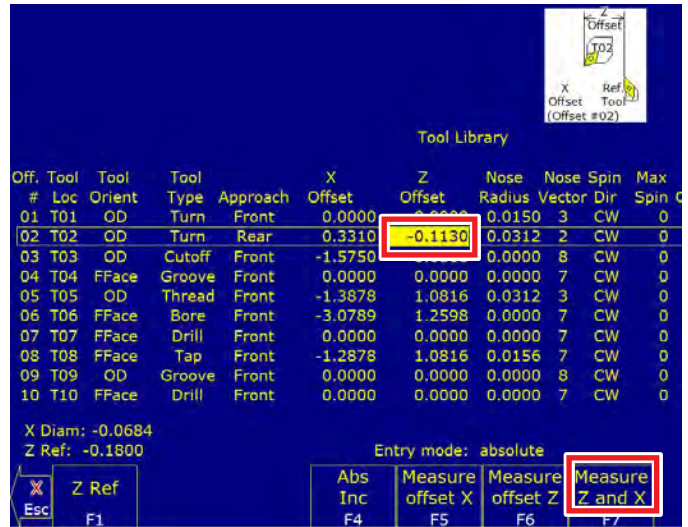 Z
Offset
T02
X Ref.
Offset Tool
(Offset #02)
Tool Library
Off. Tool Tool Tool X Z Nose Nose Spin Max
# Loc Orient Type Approach Offset Offset Radius Vector Dir Spin
01 T01 OD Turn Front 0.0000 0.0150 3 CW 0
02 T02 OD Turn Rear 0.3310 -0.1130 0.0312 2 CW 0
03 T03 OD Cutoff Front -1.5750 0.0000 8 CW 0
04 T04 FFace Groove Front 0.0000 0.0000 0.0000 7 CW 0
05 T05 OD Thread Front -1.3878 1.0816 0.0312 3 CW 0
06 T06 FFace Bore Front -3.0789 1.2598 0.0000 7 CW 0
07 T07 FFace Drill Front 0.0000 0.0000 0.0000 7 CW 0
08 T08 FFace Tap Front -1.2878 1.0816 0.0156 7 CW 0
09 T09 OD Groove Front 0.0000 0.0000 0.0000 8 CW 0
10 T10 FFace Drill Front 0.0000 0.0000 0.0000 7 CW 0
X Diam: -0.0684
Z Ref: -0.1800 Entry mode: absolute
X Z Ref Abs Measure Measure Measure
Esc Inc offset X offset Z Z and X
F1 F4 F5 F6 F7